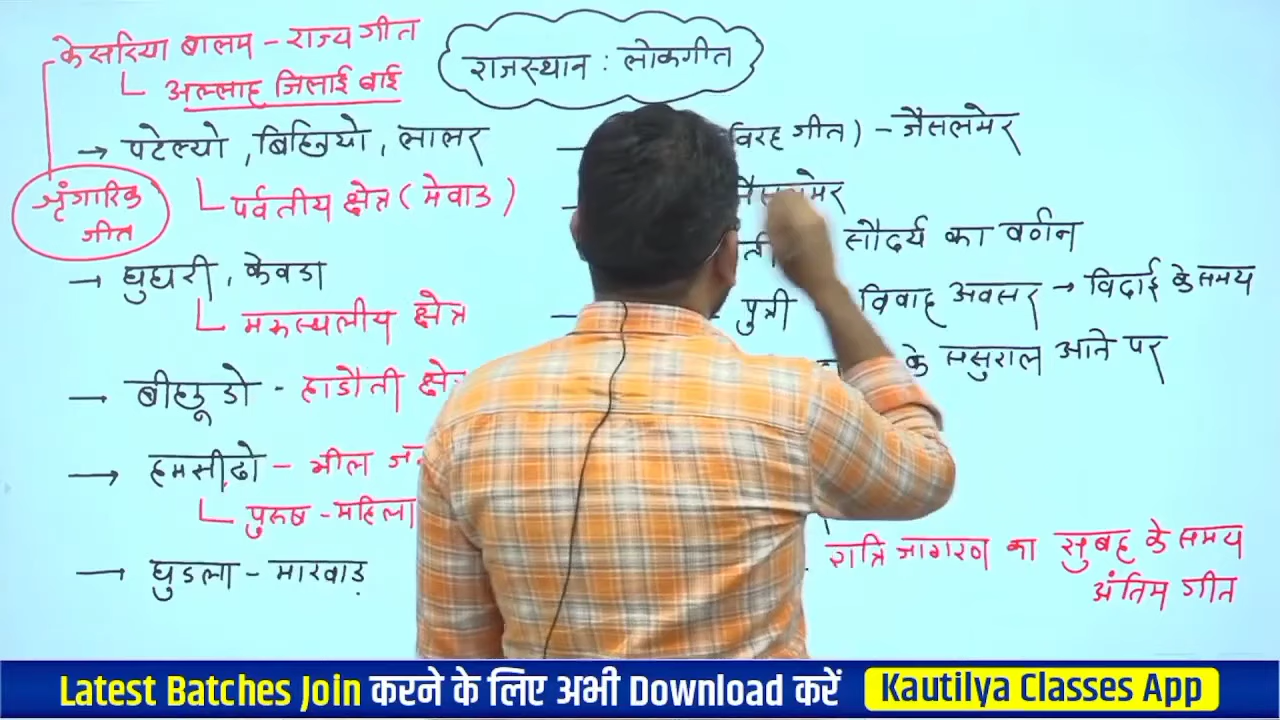 राजस्थान : लोकगीत
केसरिया बालम - राज्य गीत
अल्लाह जिलाई बाई
→ पटेल्यो , बिछियो , लालर
पर्वतीय क्षेत्र ( मेवाड )
शृंगारिक
गीत
→ घुघरी , केवडा
मरुस्थलीय क्षेत्र
→ बीछूडो - हाडौती
→ हमसीढो - भील
पुरुष - महिला
→ घुडला - मारवाड़
विरह गीत ) - जैसलमेर
जैसलमेर
सौदर्य का वर्णन
पुत्री विवाह अवसर → विदाई के समय
के ससुराल आने पर
रात्रि जागरण का सुबह के समय
अंतिम गीत
Latest Batches Join करने के लिए अभी Download करें Kautilya Classes App